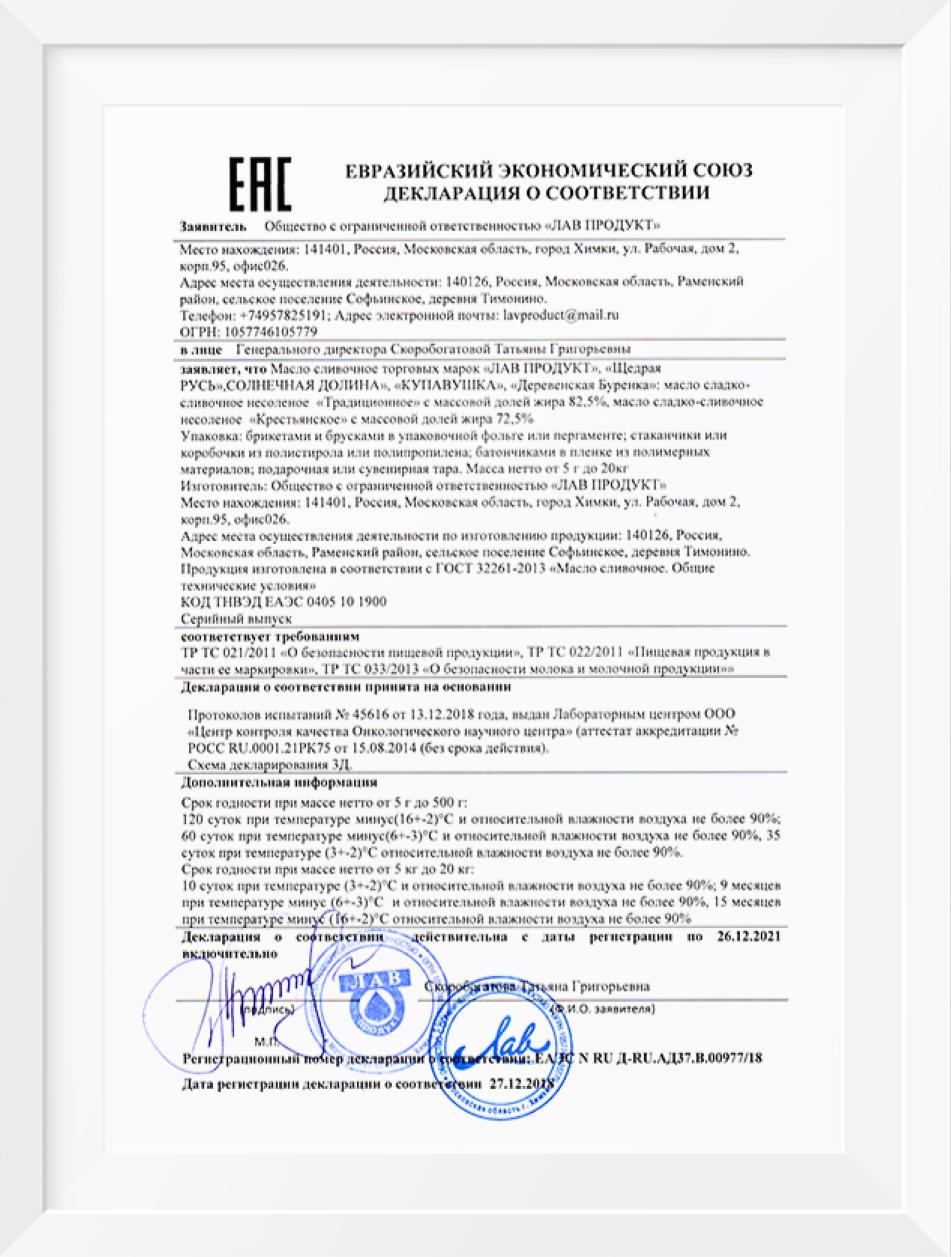 ЕАС
ЕВРАЗИЙСКИЙ ЭКОНОМИЧЕСКИЙ СОЮЗ
ДЕКЛАРАЦИЯ О СООТВЕТСТВИИ
Заявитель Общество с ограниченной ответственностью «ЛАВ ПРОДУКТ»
Место нахождения: 141401, Россия, Московская область, город Химки, ул. Рабочая, дом 2,
корп.95, офис026.
Адрес места осуществления деятельности: 140126, Россия, Московская область, Раменский
район, сельское поселение Софьинское, деревня Тимонино.
Телефон: +74957825191; Адрес электронной почты: lavproduct@mail.ru
ОГРН: 1057746105779
в лице Генерального директора Скоробогатовой Татьяны Григорьевны
заявляет, что Масло сливочное торговых марок «ЛАВ ПРОДУКТ», «Щедрая
РУСЬ»,СОЛНЕЧНАЯ ДОЛИНА», «КУПАВУШКА», «Деревенская Буренка»: масло сладко-
сливочное несоленое «Традиционное» с массовой долей жира 82,5%, масло сладко-сливочное
несоленое «Крестьянское» с массовой долей жира 72,5%
Упаковка: брикетами и брусками в упаковочной фольге или пергаменте; стаканчики или
коробочки из полистирола или полипропилена; батончиками в пленке из полимерных
материалов; подарочная или сувенирная тара. Масса нетто от 5 г до 20кг
Изготовитель: Общество с ограниченной ответственностью «ЛАВ ПРОДУКТ»
Место нахождения: 141401, Россия, Московская область, город Химки, ул. Рабочая, дом 2,
корп.95, офис026.
Адрес места осуществления деятельности по изготовлению продукции: 140126, Россия,
Московская область, Раменский район, сельское поселение Софьинское, деревня Тимонино.
Продукция изготовлена в соответствии с ГОСТ 32261-2013 «Масло сливочное. Общие
технические условия»
КОД ТНВЭД ЕАЭС 0405 10 1900
Серийный выпуск
соответствует требованиям
ТР ТС 021/2011 «О безопасности пищевой продукции», ТР ТС 022/2011 «Пищевая продукция в
части ее маркировки», ТР ТС 033/2013 «О безопасности молока и молочной продукции»»
Декларация о соответствии принята на основании
Протоколов испытаний № 45616 от 13.12.2018 года, выдан Лабораторным центром ООО
«Центр контроля качества Онкологического научного центра» (аттестат аккредитации №
РОСС RU.0001.21РК75 от 15.08.2014 (без срока действия).
Схема декларирования 3Д.
Дополнительная информация
Срок годности при массе нетто от 5 г до 500 г:
120 суток при температуре минус(16+-2)°С и относительной влажности воздуха не более 90%;
60 суток при температуре минус(6+-3)°С и относительной влажности воздуха не более 90%, 35
суток при температуре (3+-2)°С относительной влажности воздуха не более 90%.
Срок годности при массе нетто от 5 кг до 20 кг:
10 суток при температуре (3+-2)°С и относительной влажности воздуха не более 90%; 9 месяцев
при температуре минус (6+-3)°С и относительной влажности воздуха не более 90%, 15 месяцев
при температуре минус (16+-2)°С относительной влажности воздуха не более 90%
Декларация о соответствии действительна с даты регистрации по 26.12.2021
включительно
ЛАВ
ПРОДУКТ
Скоробогатова Татьяна Григорьевна
(подпись)
(Ф.И.О. заявителя)
Лав
М.П.
Регистрационный номер декларации о соответствии: ЕАЭС N RU Д-RU.АД37.В.00977/18
Дата регистрации декларации о соответствии 27.12.2018
Московская область г. Химки